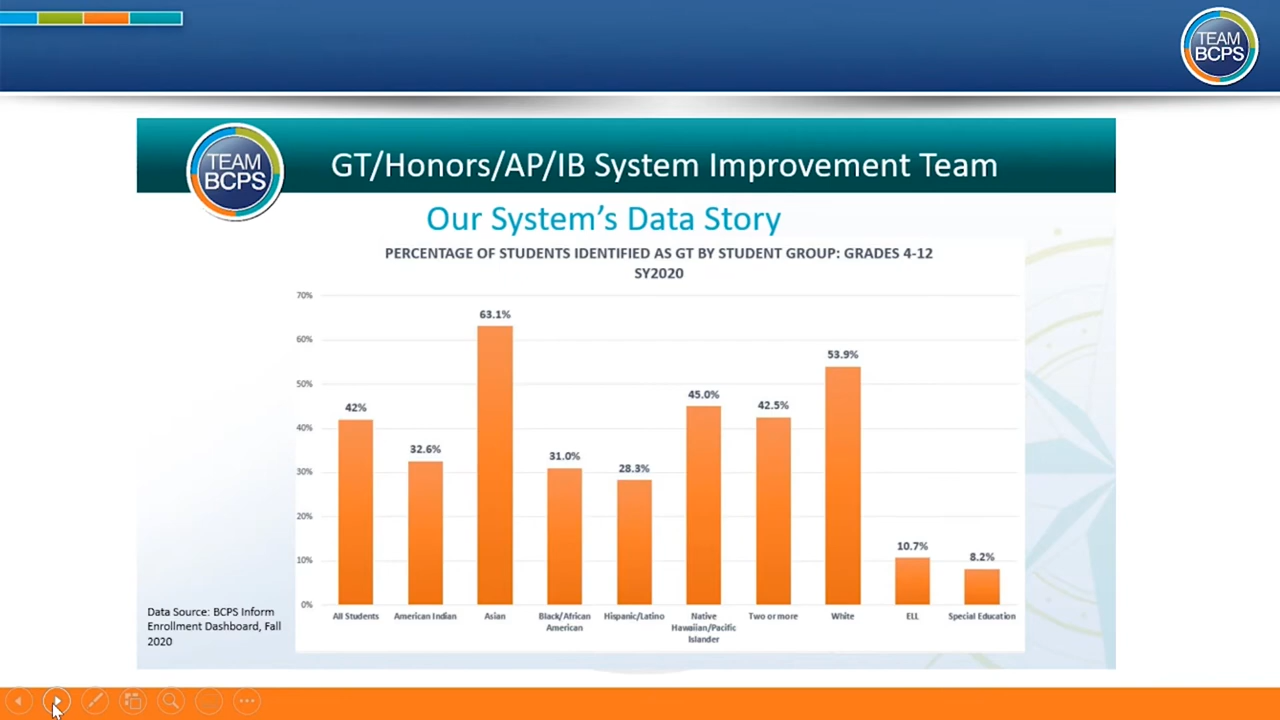 TEAM
BCPS
TEAM
BCPS
GT/Honors/AP/IB System Improvement Team
Our System's Data Story
PERCENTAGE OF STUDENTS IDENTIFIED AS GT BY STUDENT GROUP: GRADES 4-12
SY2020
70%
60%
50%
40%
30%
20%
10%
0%
42%
32.6%
63.1%
31.0%
28.3%
45.0%
42.5%
53.9%
10.7%
8.2%
All Students
American Indian
Asian
Black/African
American
Hispanic/Latino
Native
Hawaiian/Pacific
Islander
Two or more
White
ELL
Special Education
Data Source: BCPS Inform
Enrollment Dashboard, Fall
2020